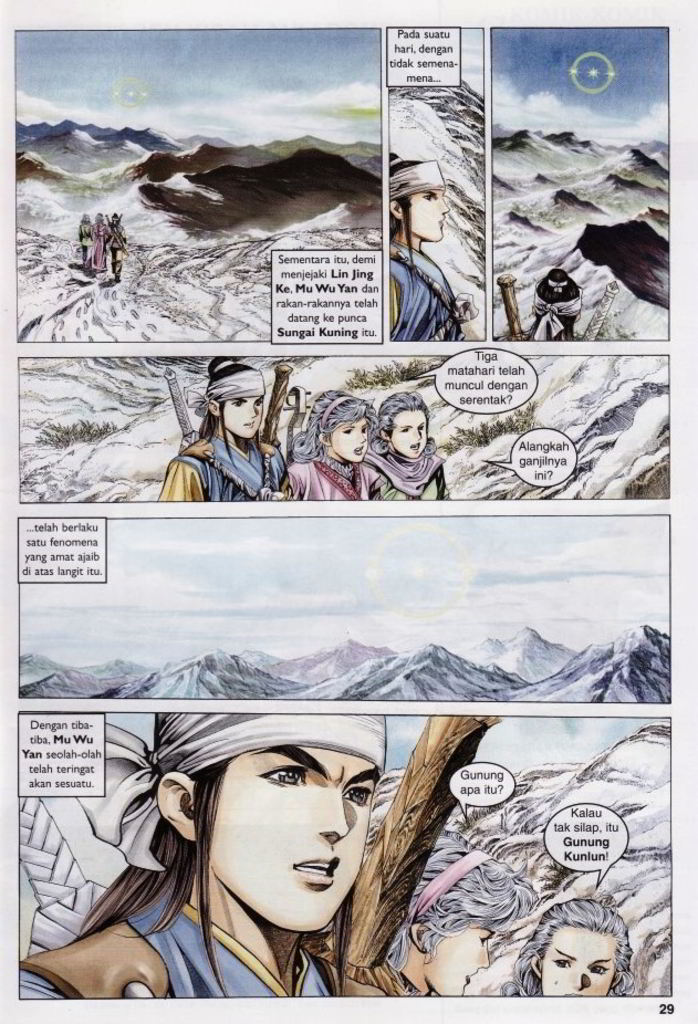 Sementara itu, demi
menjejaki Lin Jing
Ke, Mu Wu Yan dan
rakan-rakannya telah
datang ke punca
Sungai Kuning itu.
Pada suatu
hari, dengan
tidak semena-
mena...
Tiga
matahari telah
muncul dengan
serentak?
Alangkah
ganjilnya
ini?
...telah berlaku
satu fenomena
yang amat ajaib
di atas langit itu.
Dengan tiba-
tiba, Mu Wu
Yan seolah-olah
telah teringat
akan sesuatu.
Gunung
apa itu?
Kalau
tak silap, itu
Gunung
Kunlun!
29